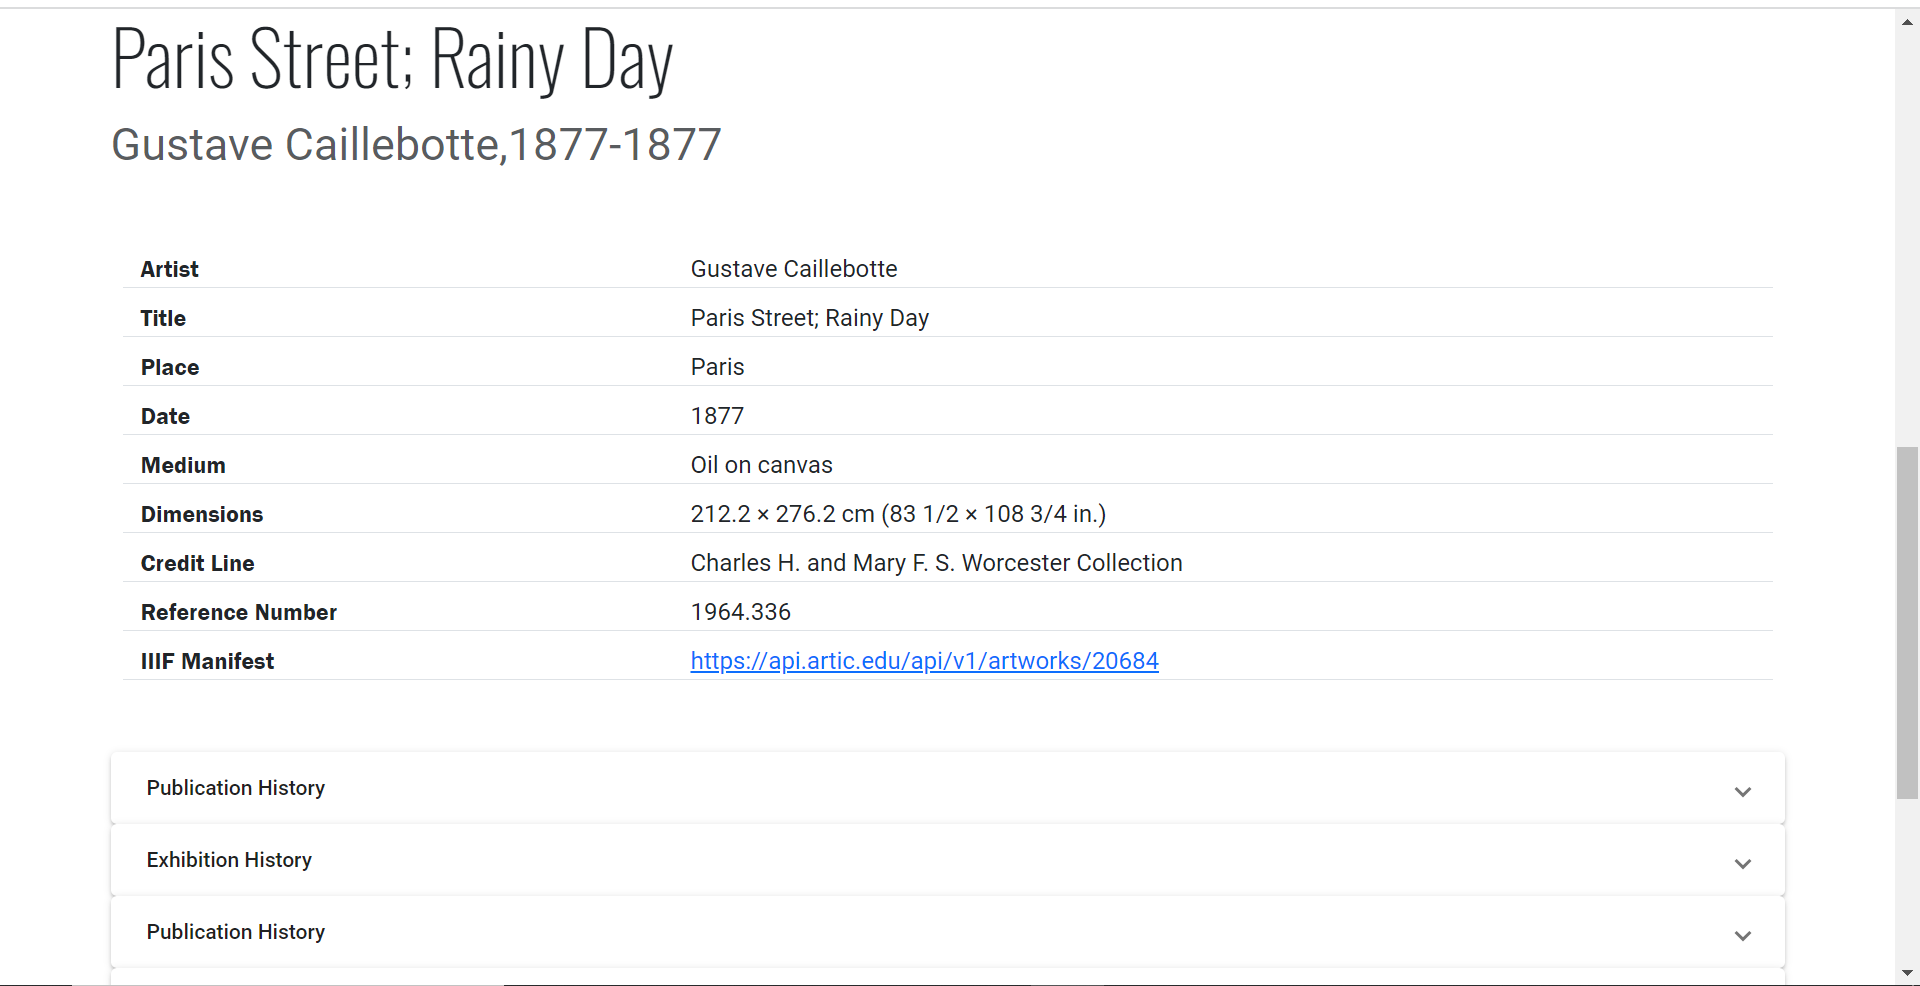 Paris Street; Rainy Day
Gustave Caillebotte,1877-1877
Artist Gustave Caillebotte
Title Paris Street; Rainy Day
Place Paris
Date 1877
Medium Oil on canvas
Dimensions 212.2 × 276.2 cm (83 1/2 × 108 3/4 in.)
Credit Line Charles H. and Mary F. S. Worcester Collection
Reference Number 1964.336
IIIF Manifest https://api.artic.edu/api/v1/artworks/20684
Publication History
Exhibition History
Publication History